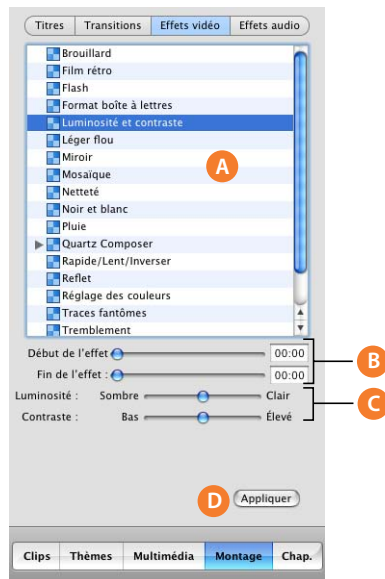 Titres Transitions Effets vidéo Effets audio
Brouillard
Film rétro
Flash
Format boîte à lettres
Luminosité et contraste
Léger flou
Miroir
Mosaïque
Netteté
Noir et blanc
Pluie
Quartz Composer
Rapide/Lent/Inverser
Reflet
Réglage des couleurs
Traces fantômes
Tremblement
A
Début de l'effet 00:00
B
Fin de l'effet : 00:00
Luminosité : Sombre Clair
C
Contraste : Bas Élevé
D Appliquer
Clips Thèmes Multimédia Montage Chap.